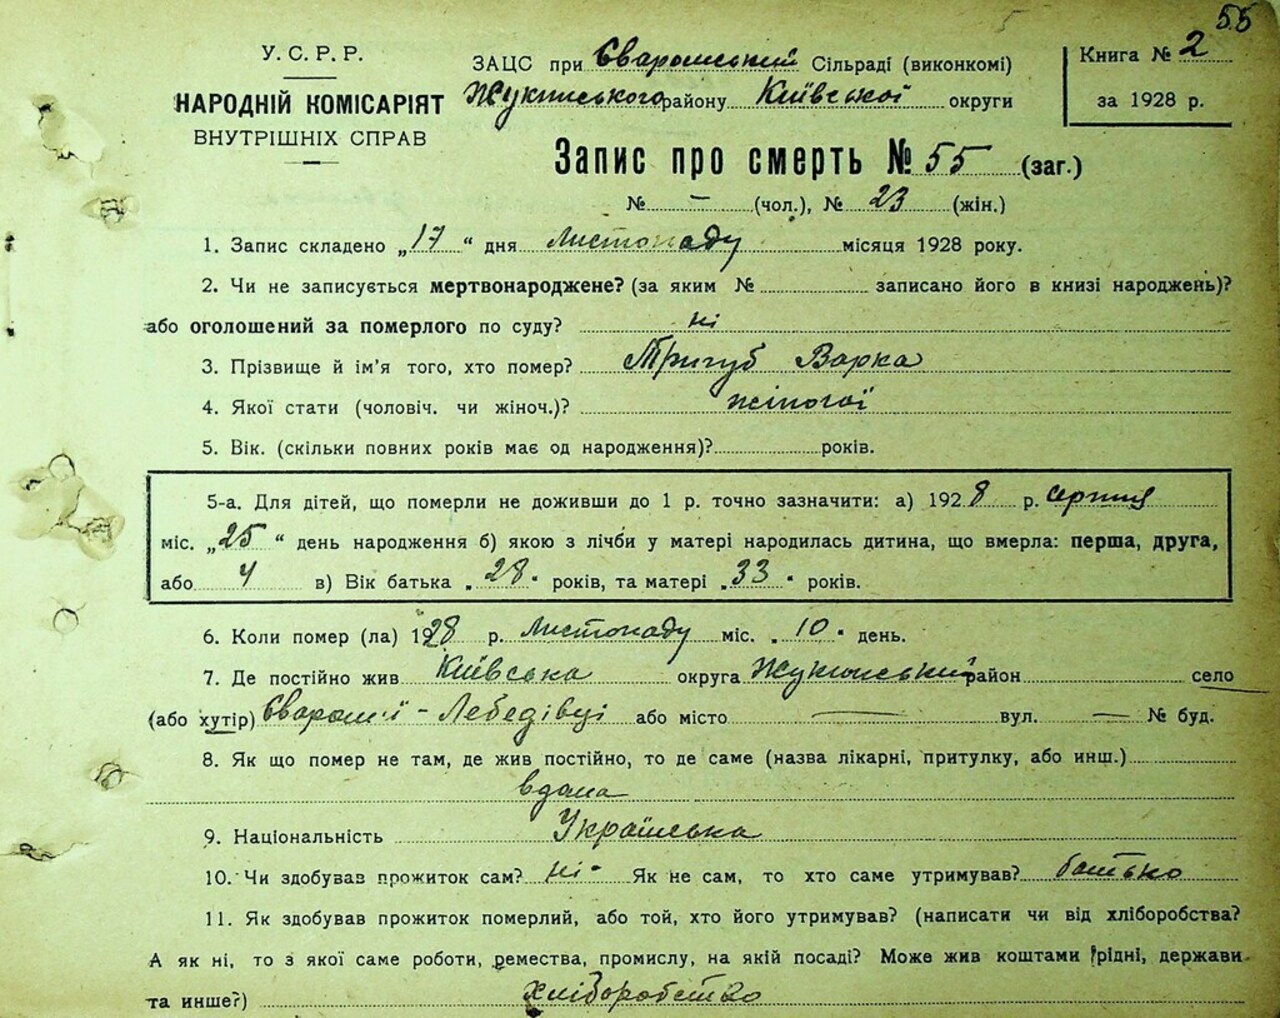 55
У. С. Р. Р.
НАРОДНІЙ КОМІСАРІЯТ
ВНУТРІШНІХ СПРАВ
ЗАЦС при Сваромський Сільраді (виконкомі)
Жукинського району Київської округи
Книга № 2
за 1928 р.
Запис про смерть № 55 (заг.)
№ — (чол.), № 23 (жін.)
1. Запис складено „17“ дня Листопаду місяця 1928 року.
2. Чи не записується мертвонароджене? (за яким № записано його в книзі народжень)?
або оголошений за померлого по суду? ні
3. Прізвище й ім'я того, хто помер? Тригуб Варка
4. Якої стати (чоловіч. чи жіноч.)? жіночої
5. Вік. (скільки повних років має од народження)? років.
5-а. Для дітей, що померли не доживши до 1 р. точно зазначити: а) 1928 р. серпня
міс. „25“ день народження б) якою з лічби у матері народилась дитина, що вмерла: перша, друга,
або 4 в) Вік батька „28“ років, та матері „33“ років.
6. Коли помер (ла) 1928 р. Листопаду міс. „10“ день.
7. Де постійно жив Київська округа Жукинський район село
(або хутір) Сваром'ї - Лебедівці або місто — вул. — № буд.
8. Як що помер не там, де жив постійно, то де саме (назва лікарні, притулку, або инш.)
вдома
9. Національність Українська
10. Чи здобував прожиток сам? ні. Як не сам, то хто саме утримував? батько
11. Як здобував прожиток померлий, або той, хто його утримував? (написати чи від хліборобства?
А як ні, то з якої саме роботи, ремества, промислу, на якій посаді? Може жив коштами рідні, держави
та инше?) хліборобство